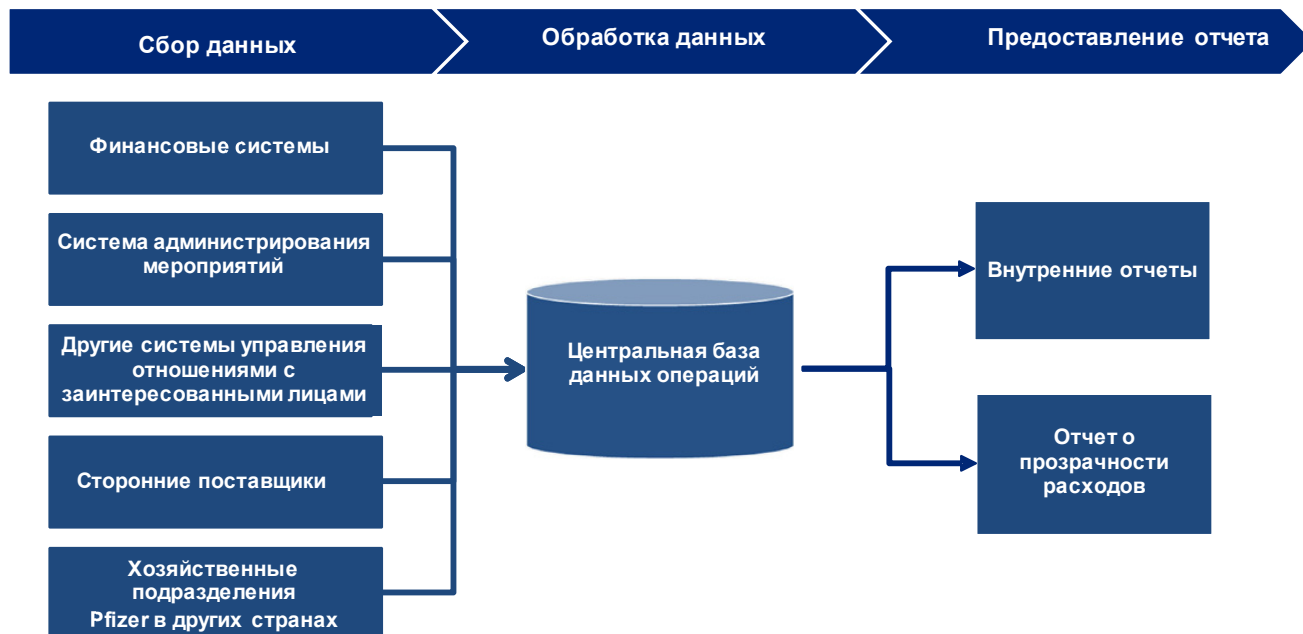 Сбор данных
Обработка данных
Предоставление отчета
Финансовые системы
Система администрирования
мероприятий
Другие системы управления
отношениями с
заинтересованными лицами
Сторонние поставщики
Хозяйственные
подразделения
Pfizer в других странах
Центральная база
данных операций
Внутренние отчеты
Отчет о
прозрачности
расходов